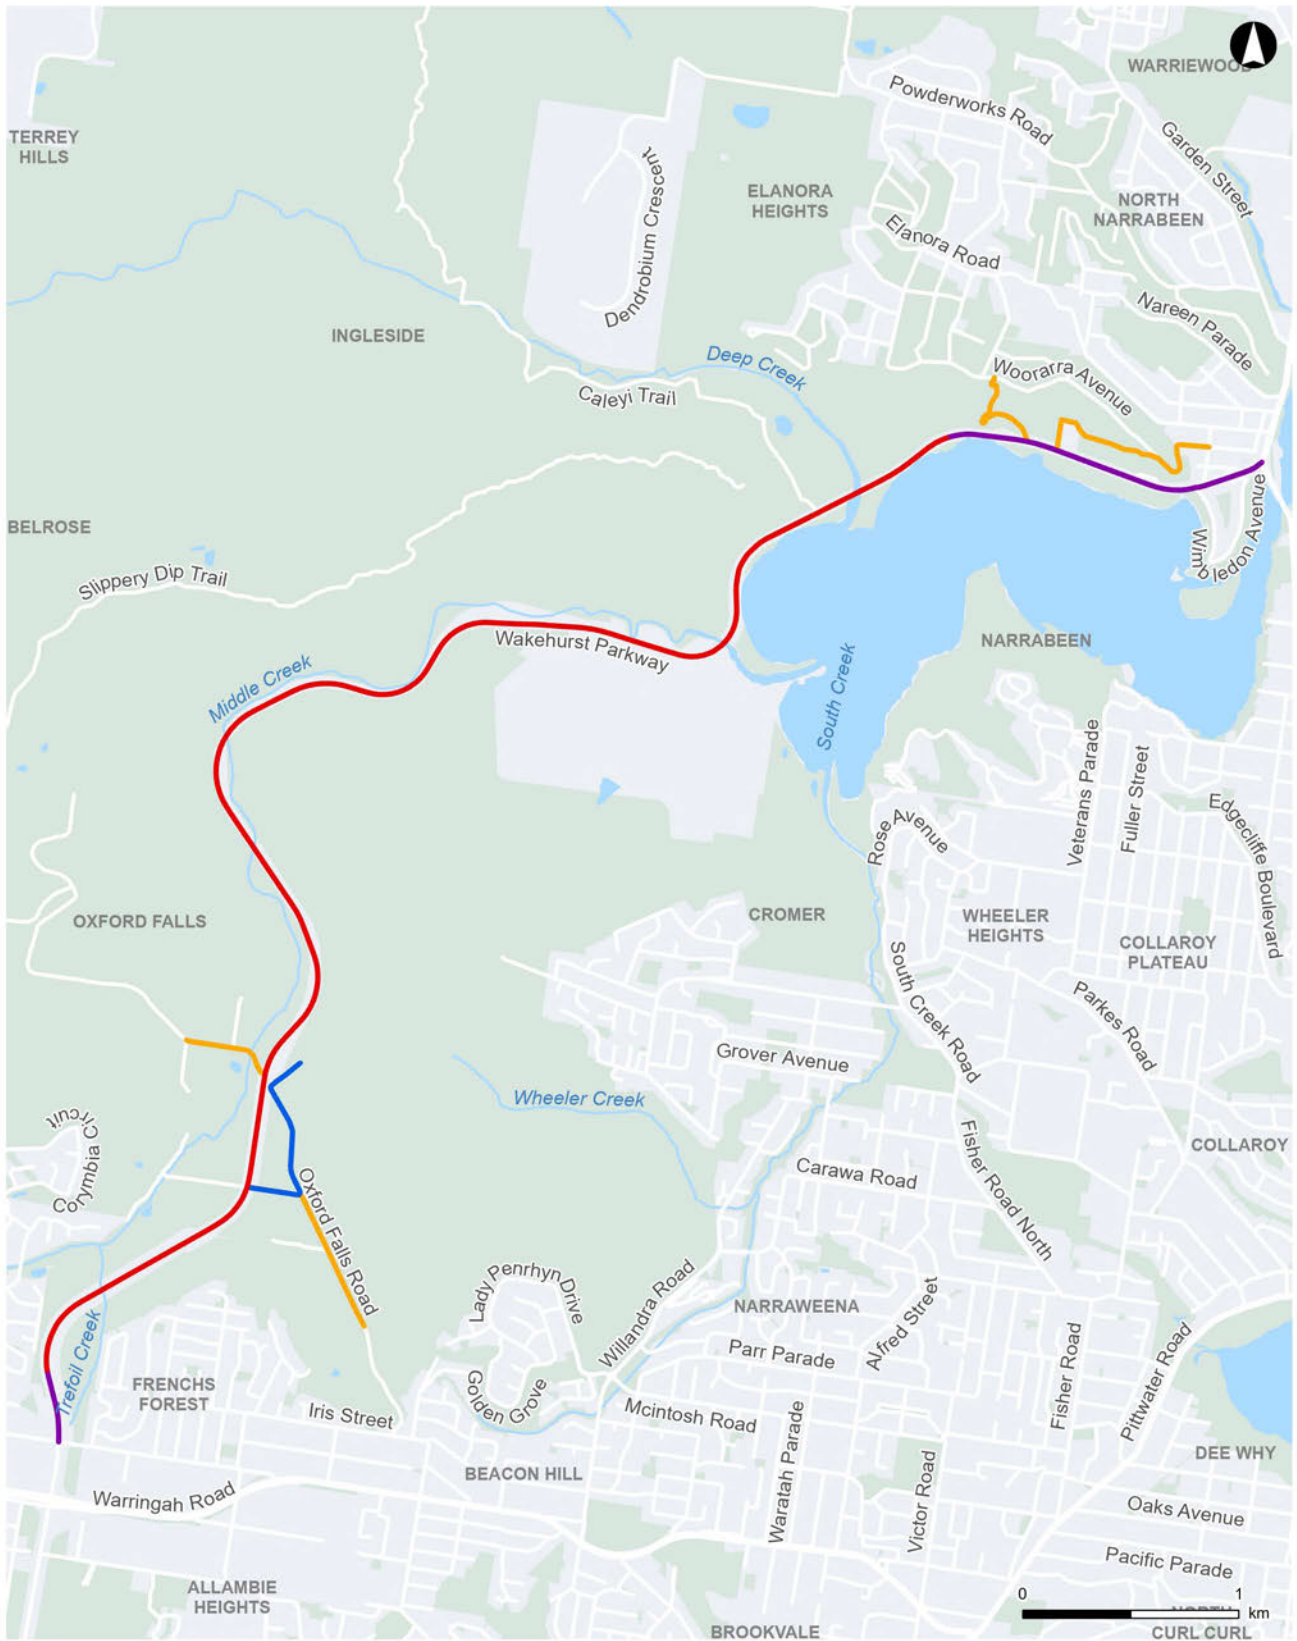 WARRIEWOOD
Powderworks Road
TERREY
HILLS
Garden Street
Dendrobium Crescent
ELANORA
HEIGHTS
NORTH
NARRABEEN
Elanora Road
Nareen Parade
INGLESIDE
Deep Creek
Woorarra Avenue
Caleyi Trail
BELROSE
Wimbledon Avenue
Slippery Dip Trail
Wakehurst Parkway
NARRABEEN
Middle Creek
South Creek
Veterans Parade
Fuller Street
Edgecliffe Boulevard
Rose Avenue
OXFORD FALLS
CROMER
WHEELER
HEIGHTS
COLLAROY
PLATEAU
South Creek Road
Parkes Road
Grover Avenue
Wheeler Creek
Corymbia Circuit
Fisher Road North
COLLAROY
Carawa Road
Oxford Falls Road
Lady Penrhyn Drive
Willandra Road
NARRAWEENA
Alfred Street
Trefoil Creek
Parr Parade
Fisher Road
Pittwater Road
FRENCHS
FOREST
Golden Grove
Iris Street
Mcintosh Road
Waratah Parade
Victor Road
DEE WHY
BEACON HILL
Warringah Road
Oaks Avenue
Pacific Parade
ALLAMBIE
HEIGHTS
0 1
km
NORTH
CURL CURL
BROOKVALE